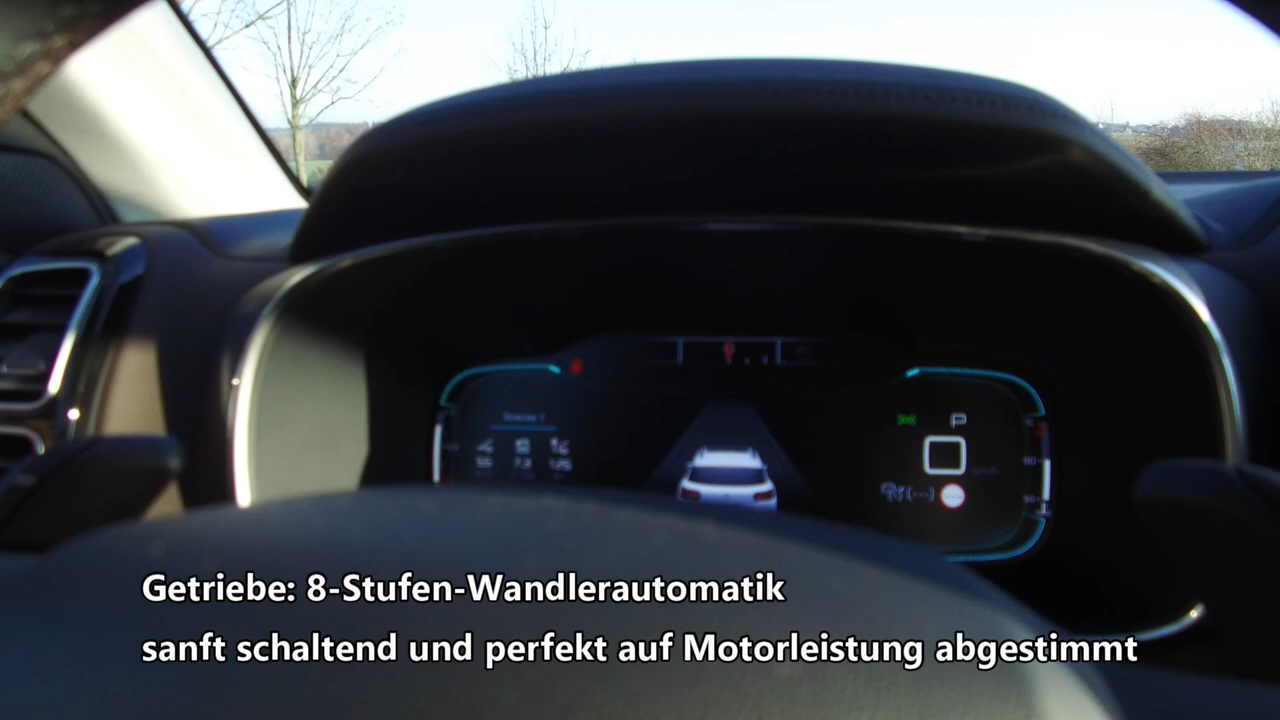 P
Getriebe: 8-Stufen-Wandlerautomatik
sanft schaltend und perfekt auf Motorleistung abgestimmt